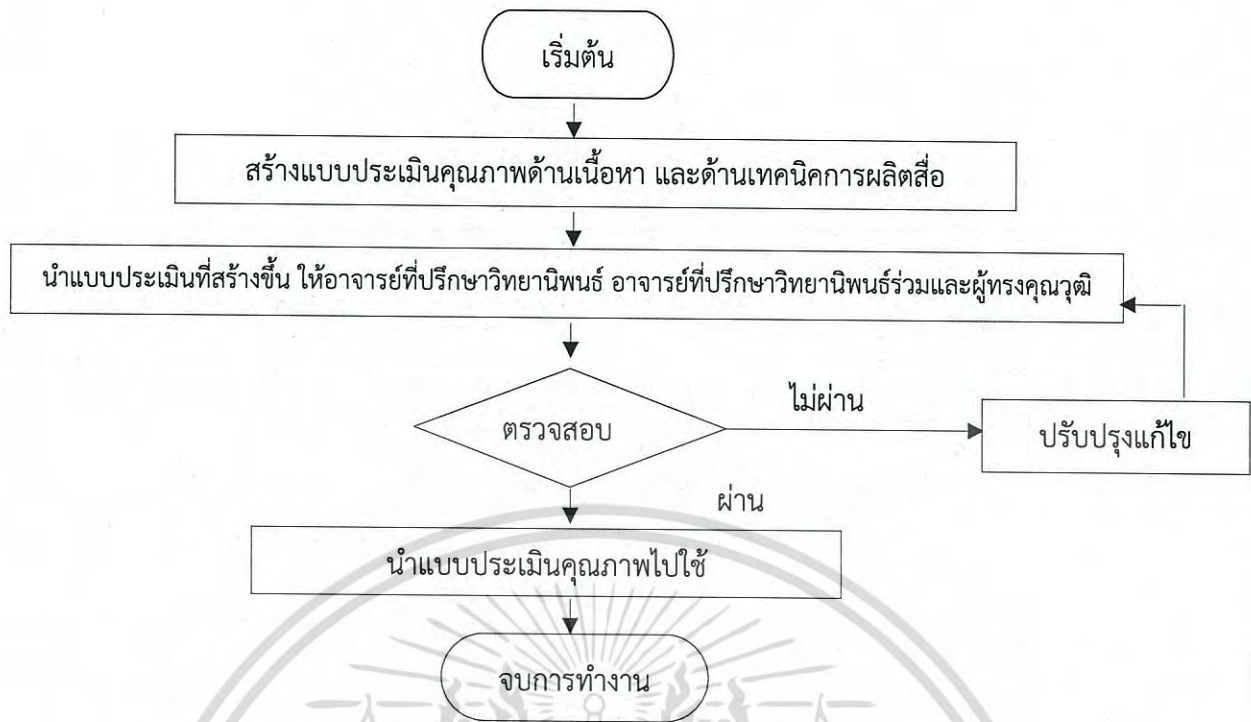 เริ่มต้น
สร้างแบบประเมินคุณภาพด้านเนื้อหา และด้านเทคนิคการผลิตสื่อ
นำแบบประเมินที่สร้างขึ้น ให้อาจารย์ที่ปรึกษาวิทยานิพนธ์ อาจารย์ที่ปรึกษาวิทยานิพนธ์ร่วมและผู้ทรงคุณวุฒิ
ไม่ผ่าน
ตรวจสอบ
ปรับปรุงแก้ไข
ผ่าน
นำแบบประเมินคุณภาพไปใช้
จบการทำงาน